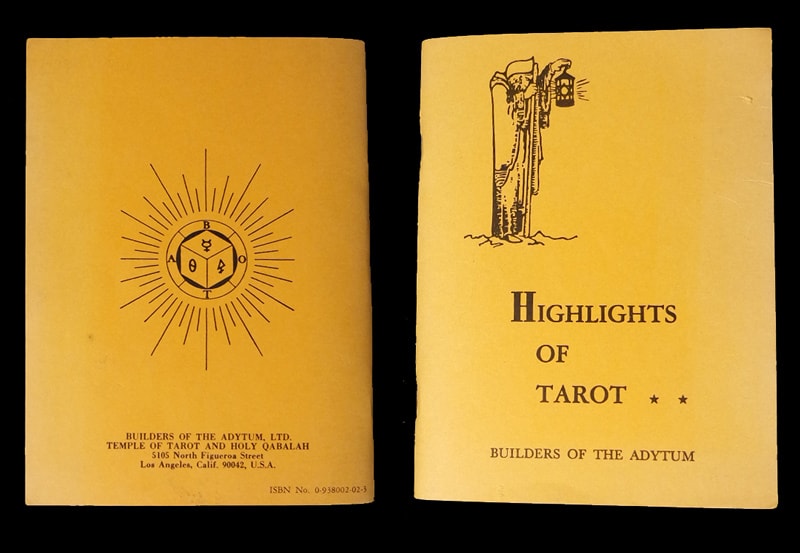 B
A O
T
BUILDERS OF THE ADYTUM, LTD.
TEMPLE OF TAROT AND HOLY QABALAH
5105 North Figueroa Street
Los Angeles, Calif. 90042, U.S.A.
ISBN No. 0-938002-02-3
HIGHLIGHTS
OF
TAROT ★ ★
BUILDERS OF THE ADYTUM